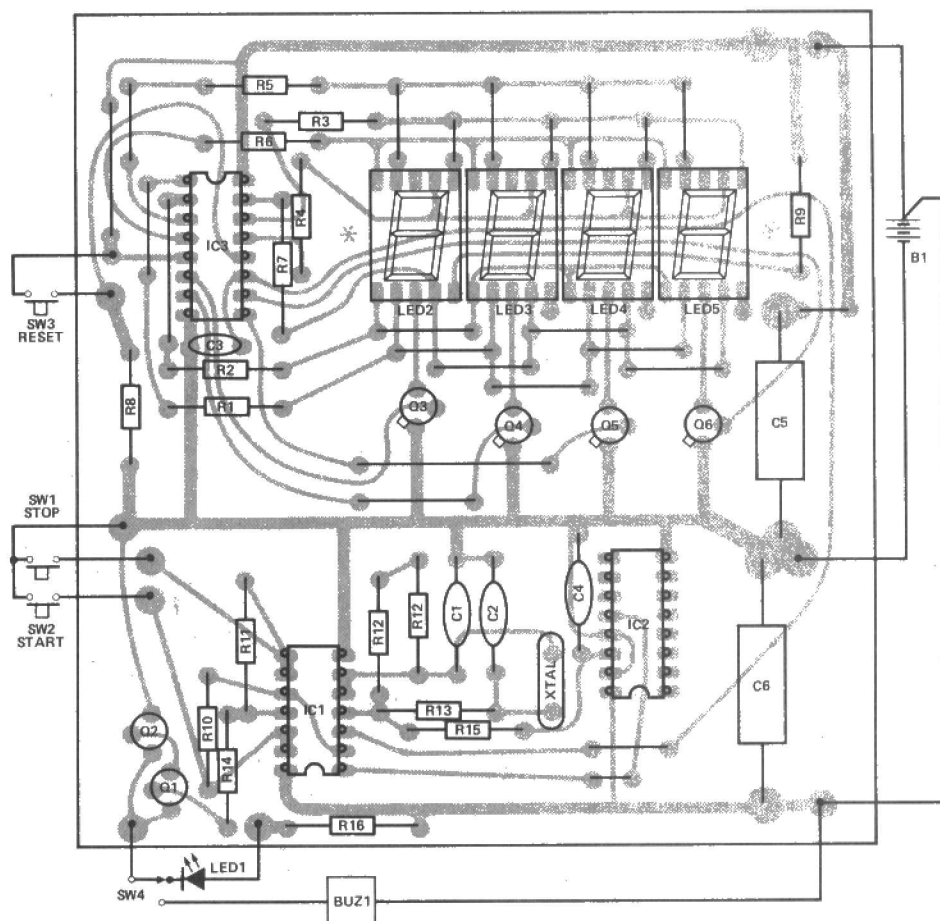 R5
R3
R6
R4
R9
IC3
R7
B1
LED2
LED3
LED4
LED5
SW3
RESET
C3
R2
R8
R1
Q3
Q4
Q5
Q6
C5
SW1
STOP
SW2
START
R11
R12
R12
C1
C2
C4
IC2
XTAL
C6
IC1
R10
R13
R15
Q2
R14
Q1
R16
LED1
SW4
BUZ1